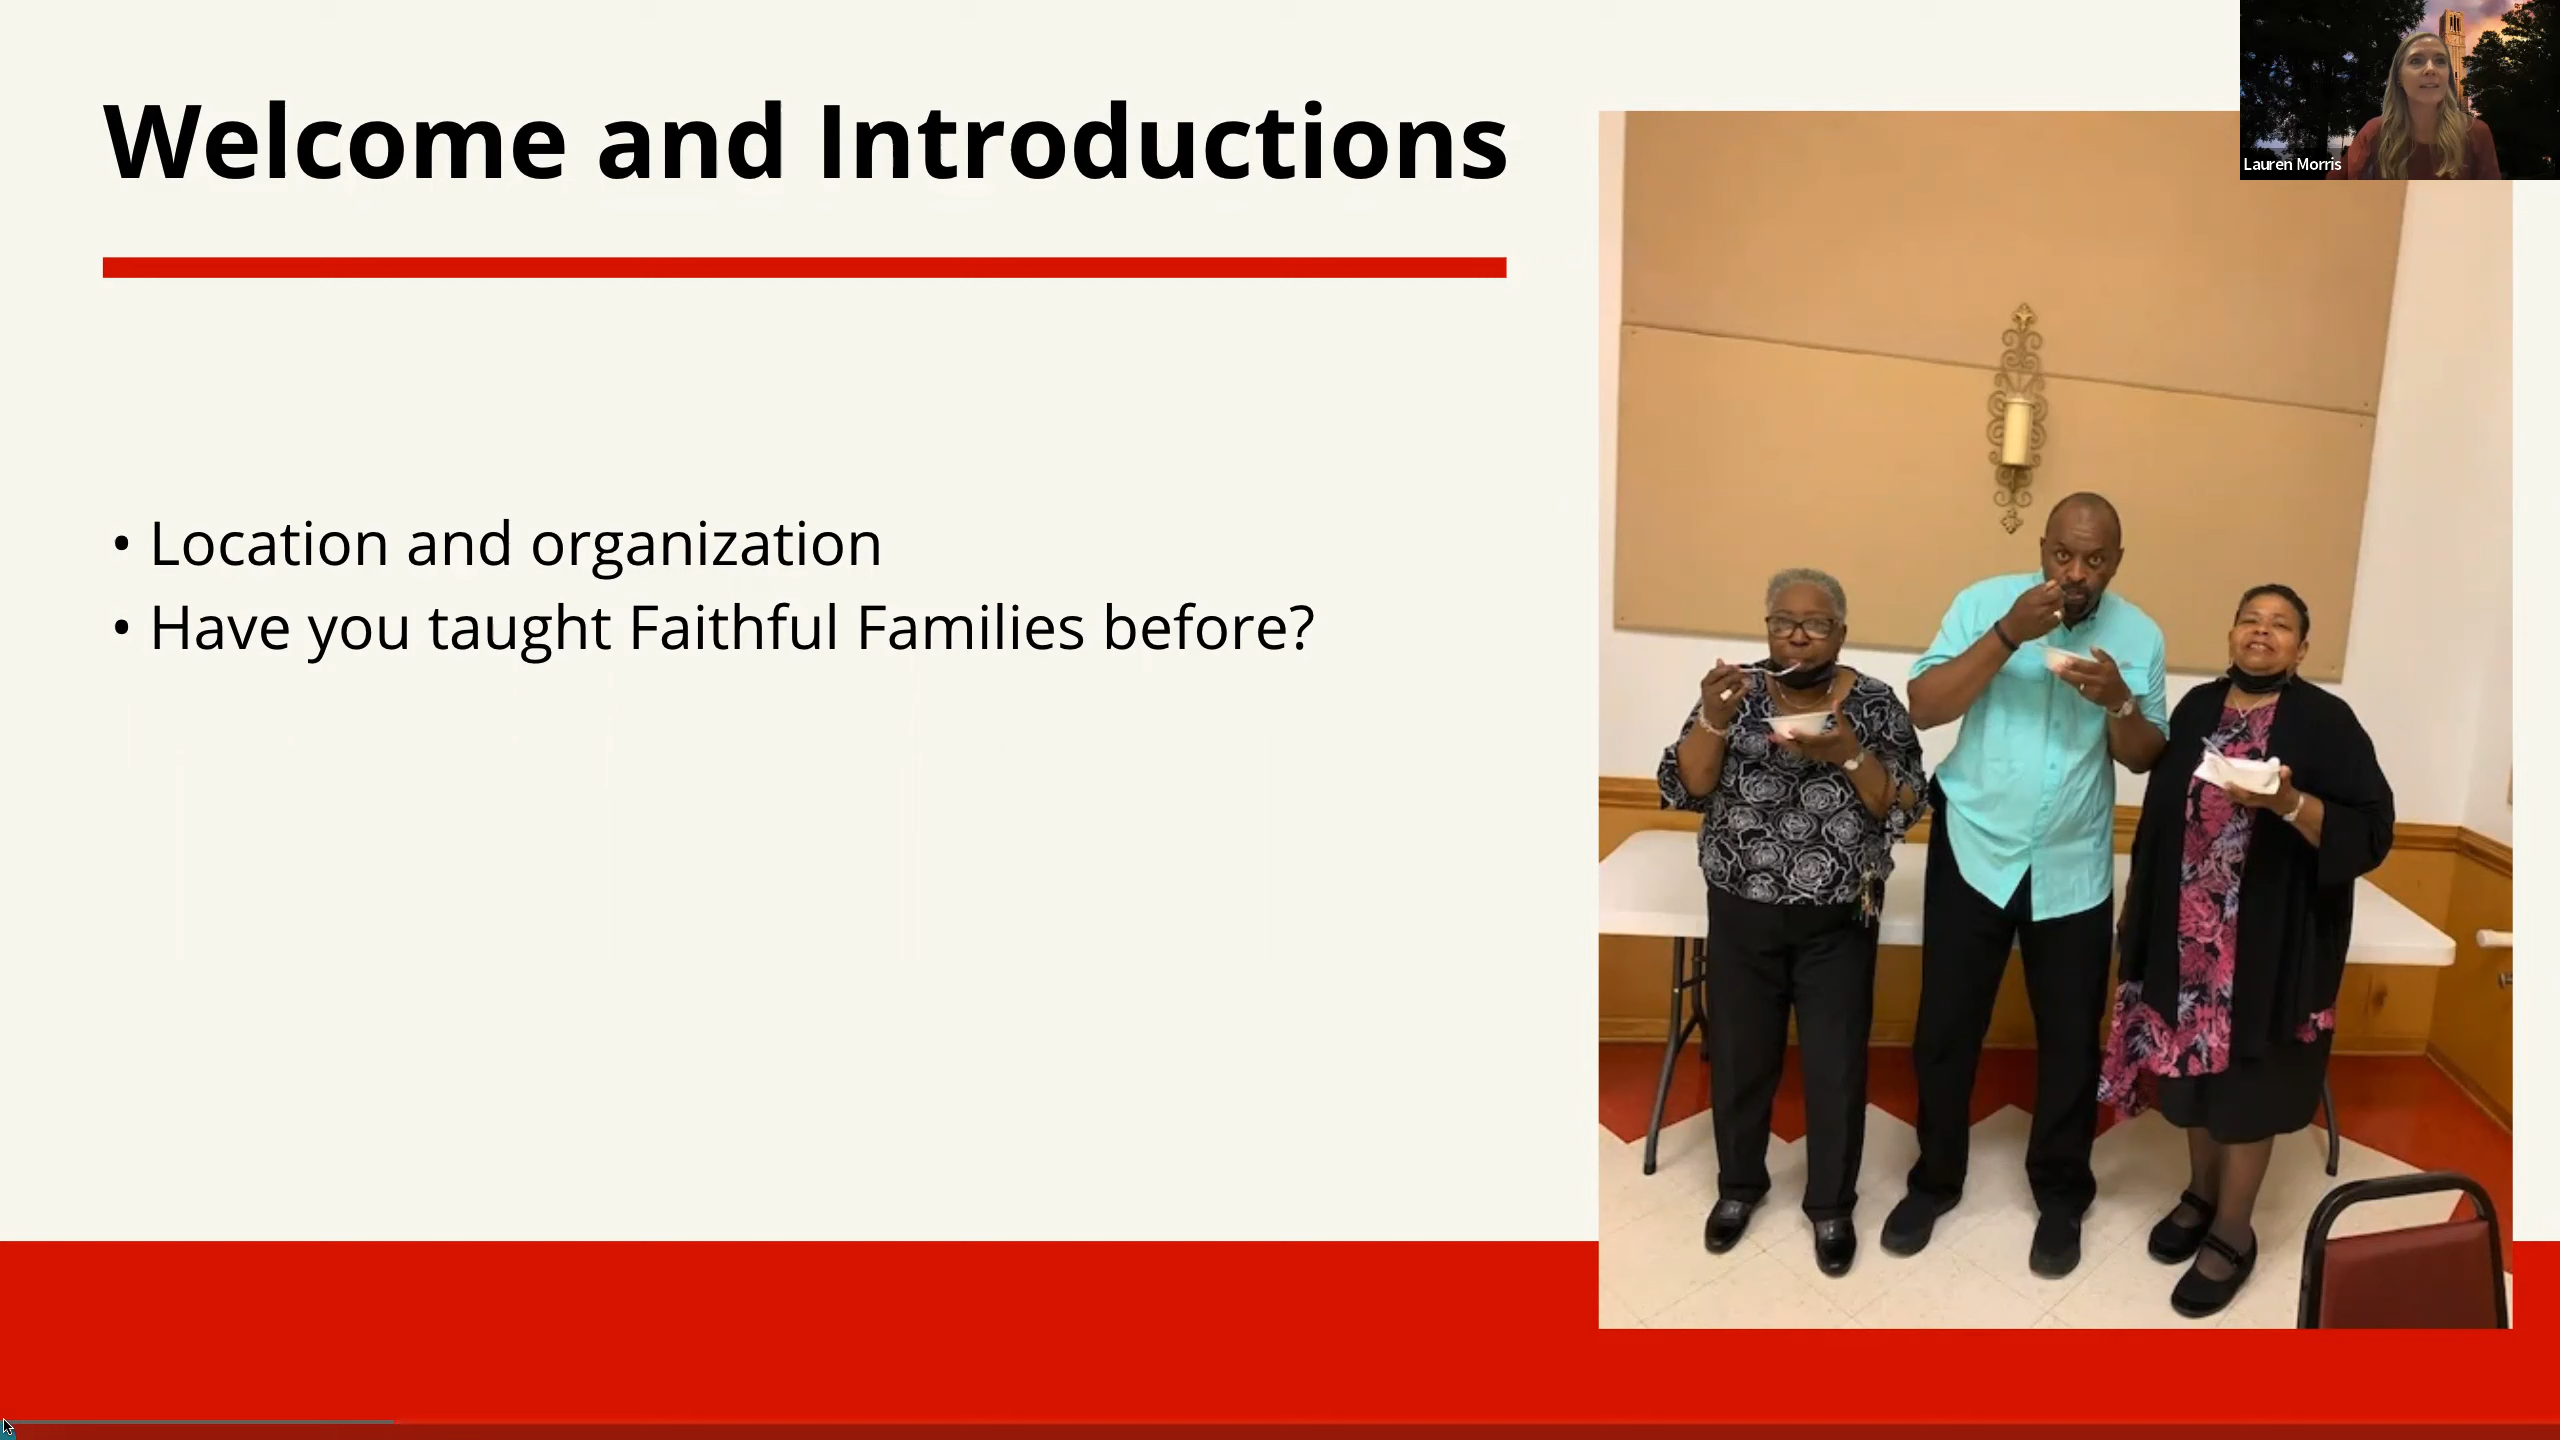 Welcome and Introductions
Lauren Morris
• Location and organization
• Have you taught Faithful Families before?